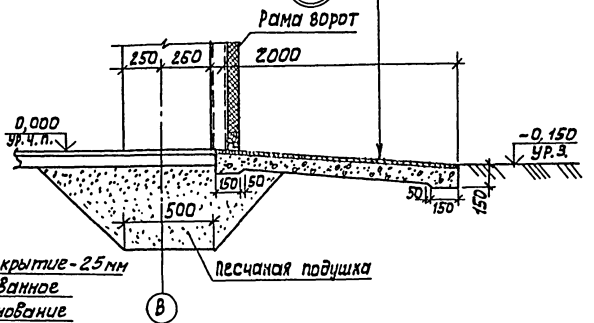 Рама ворот
250 260 2000
0,000
ур.ч.п.
-0,150
ур.з.
150 50
50 150
150
500
крытие-25мм
ванное
нование
Песчаная подушка
В